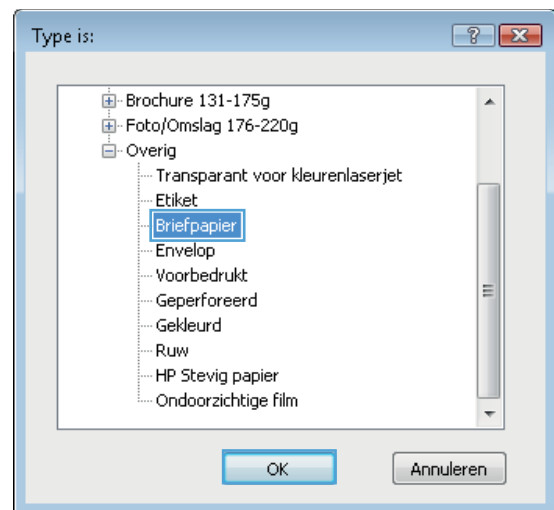 Type is:
Brochure 131-175g
Foto/Omslag 176-220g
Overig
Transparant voor kleurenlaserjet
Etiket
Briefpapier
Envelop
Voorbedrukt
Geperforeerd
Gekleurd
Ruw
HP Stevig papier
Ondoorzichtige film
OK
Annuleren